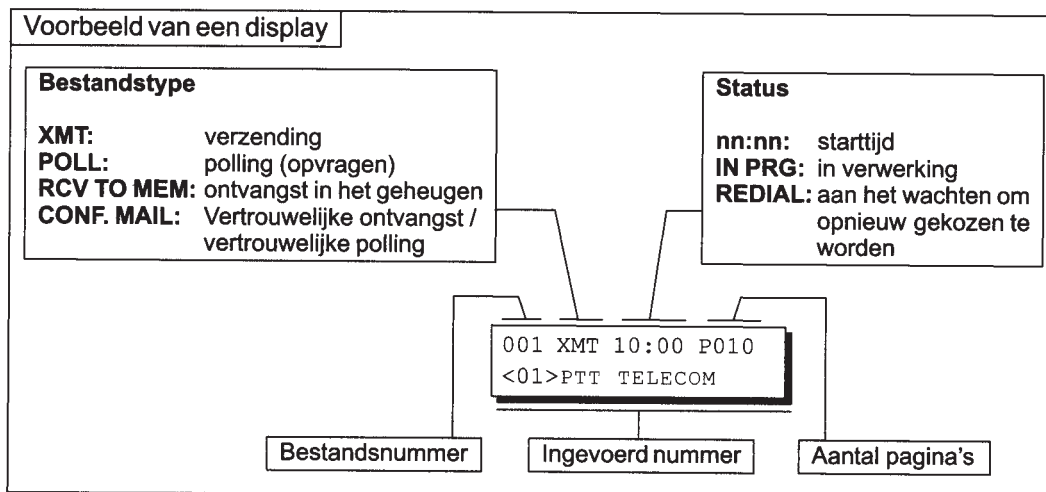 Voorbeeld van een display
Bestandstype
XMT: verzending
POLL: polling (opvragen)
RCV TO MEM: ontvangst in het geheugen
CONF. MAIL: Vertrouwelijke ontvangst /
vertrouwelijke polling
Status
nn:nn: starttijd
IN PRG: in verwerking
REDIAL: aan het wachten om
opnieuw gekozen te
worden
001 XMT 10:00 P010
<01>PTT TELECOM
Bestandsnummer
Ingevoerd nummer
Aantal pagina's